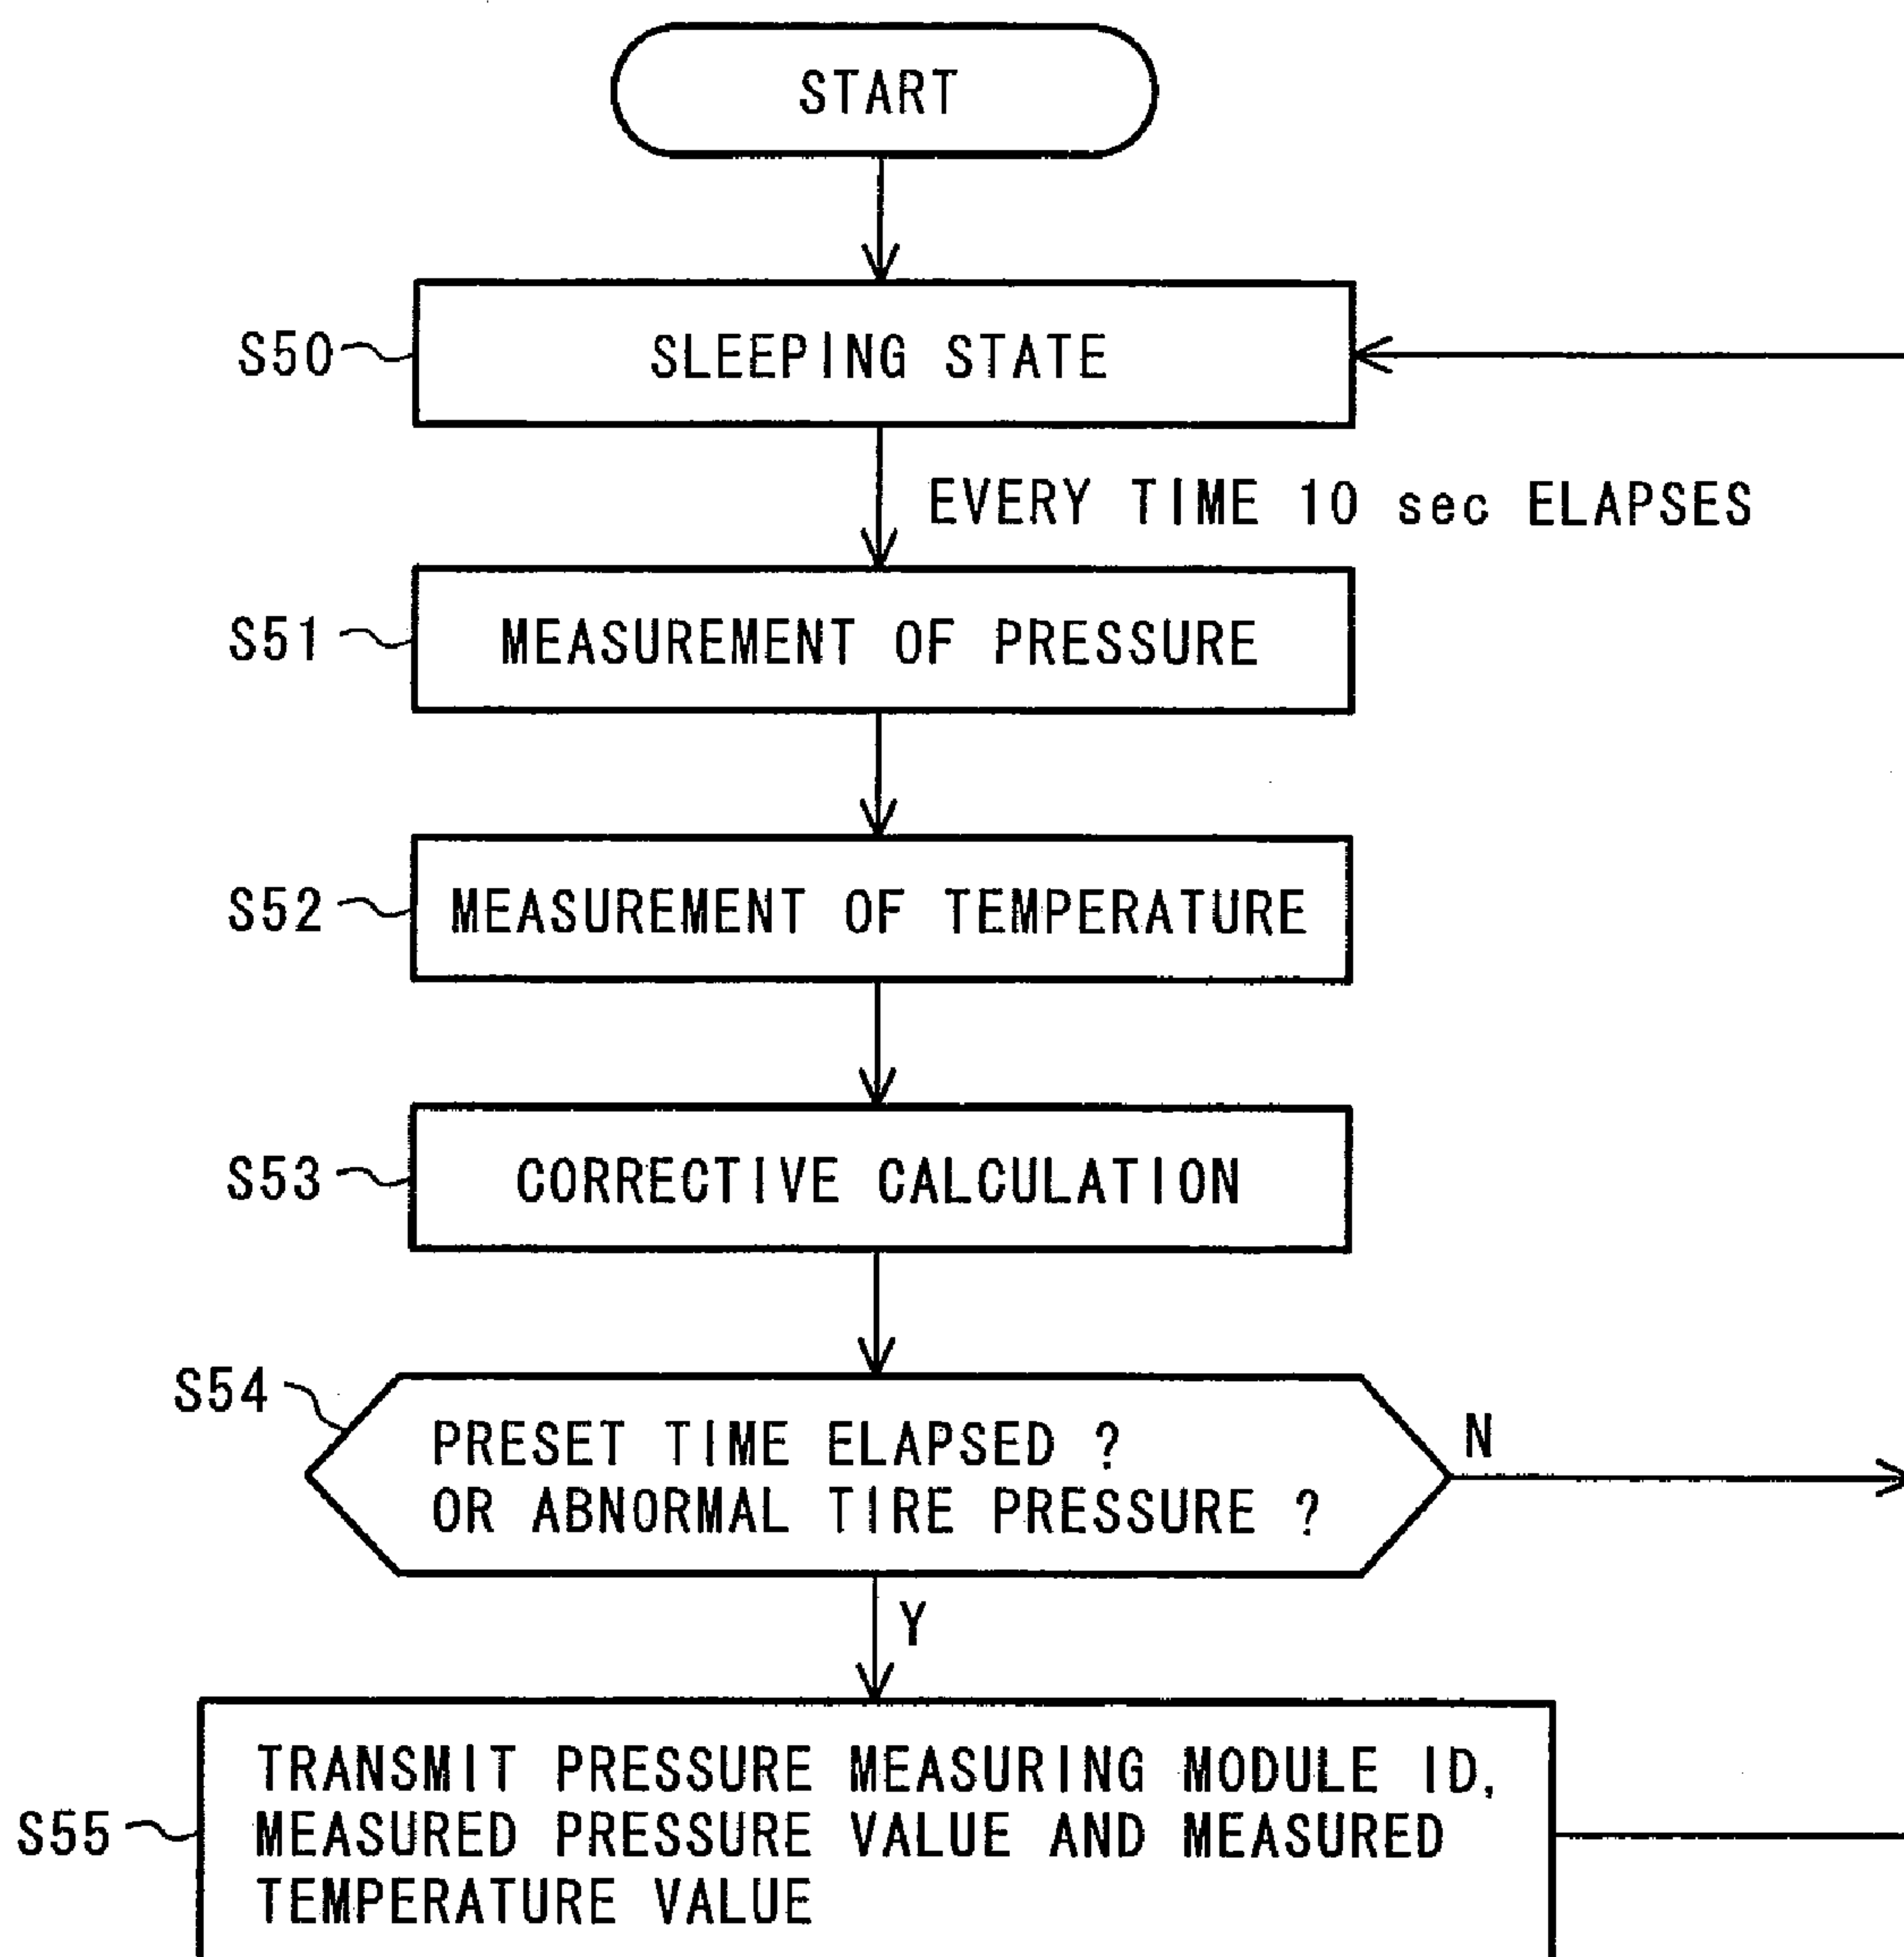 START
S50
SLEEPING STATE
EVERY TIME 10 sec ELAPSES
S51
MEASUREMENT OF PRESSURE
S52
MEASUREMENT OF TEMPERATURE
S53
CORRECTIVE CALCULATION
S54
PRESET TIME ELAPSED ?
OR ABNORMAL TIRE PRESSURE ?
N
Y
S55
TRANSMIT PRESSURE MEASURING MODULE ID,
MEASURED PRESSURE VALUE AND MEASURED
TEMPERATURE VALUE